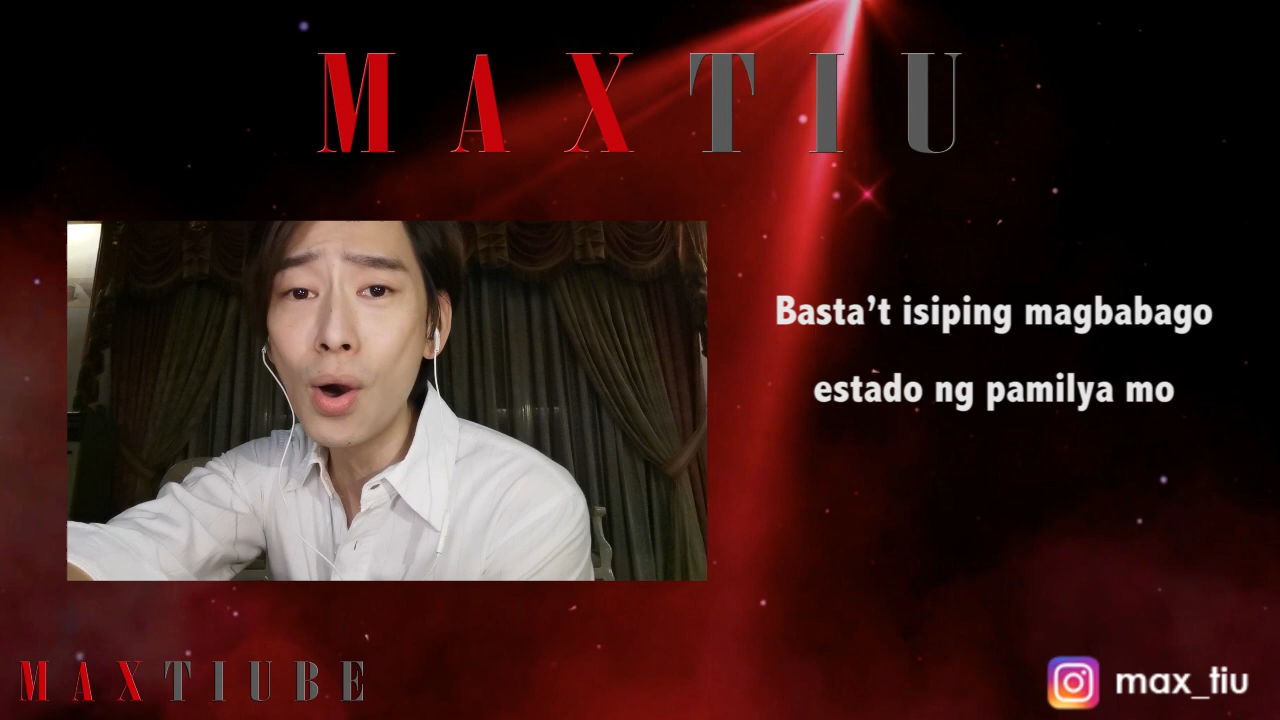 MAXTIU
Basta’t isiping magbabago
estado ng pamilya mo
MAXTIUBE
max_tiu